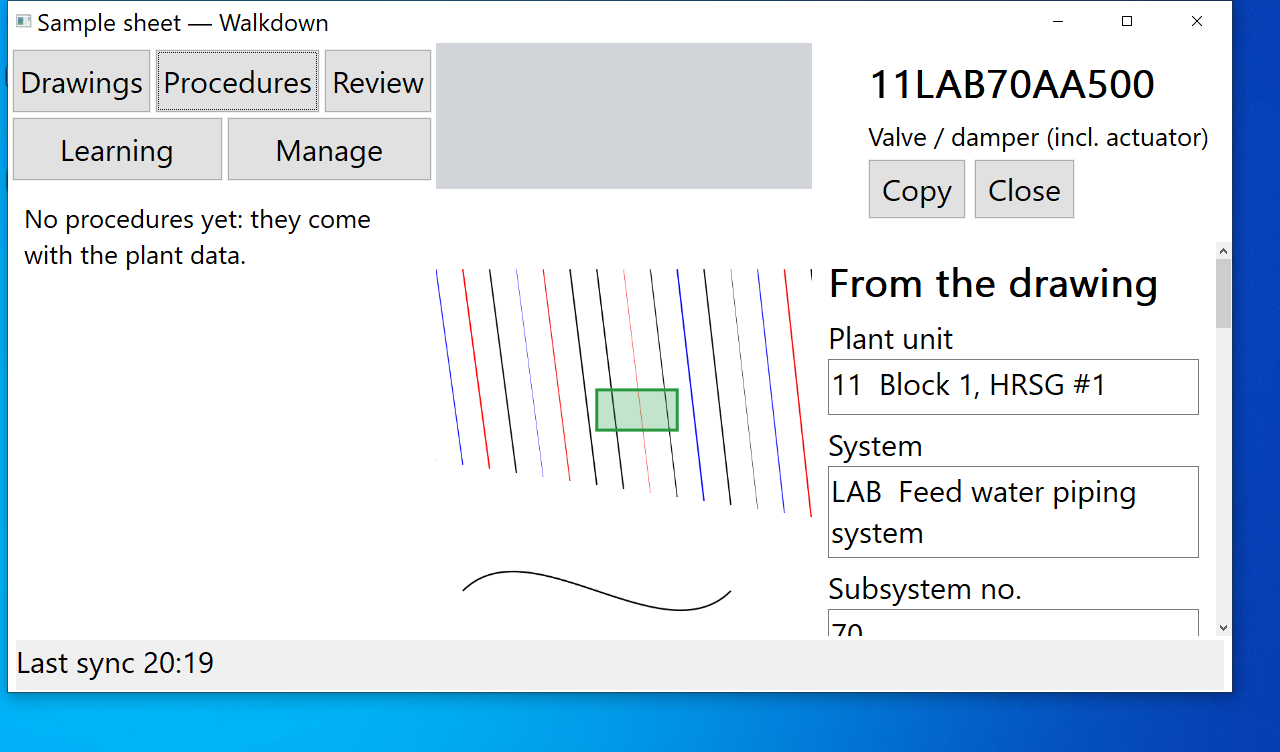 Sample sheet — Walkdown
Drawings
Procedures
Review
Learning
Manage
No procedures yet: they come
with the plant data.
11LAB70AA500
Valve / damper (incl. actuator)
Copy
Close
From the drawing
Plant unit
11 Block 1, HRSG #1
System
LAB Feed water piping
system
Subsystem no.
70
Last sync 20:19